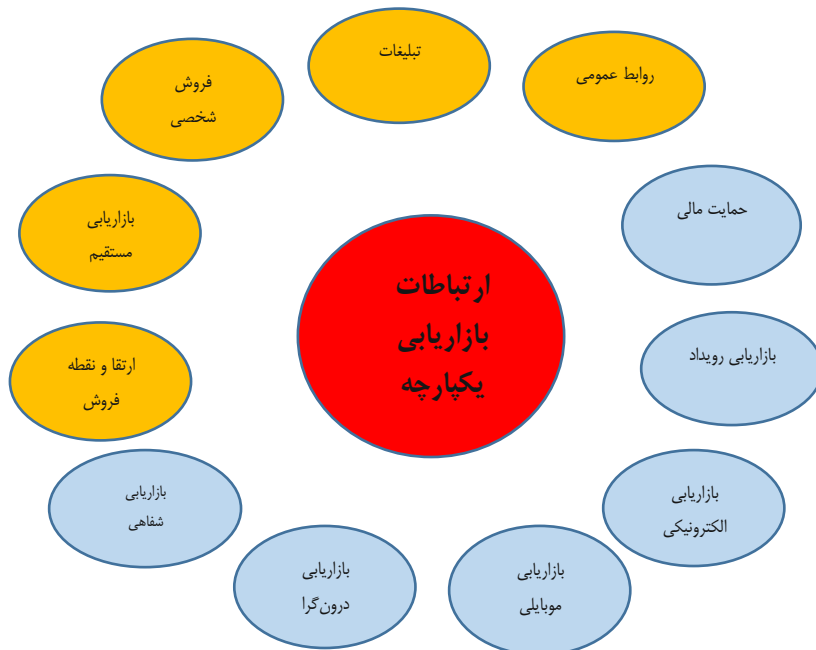 تبلیغات
روابط عمومی
فروش
شخصی
حمایت مالی
بازاریابی
مستقیم
ارتباطات
بازاریابی
یکپارچه
بازاریابی رویداد
ارتقا و نقطه
فروش
بازاریابی
الکترونیکی
بازاریابی
شفاهی
بازاریابی
موبایلی
بازاریابی
درون‌گرا